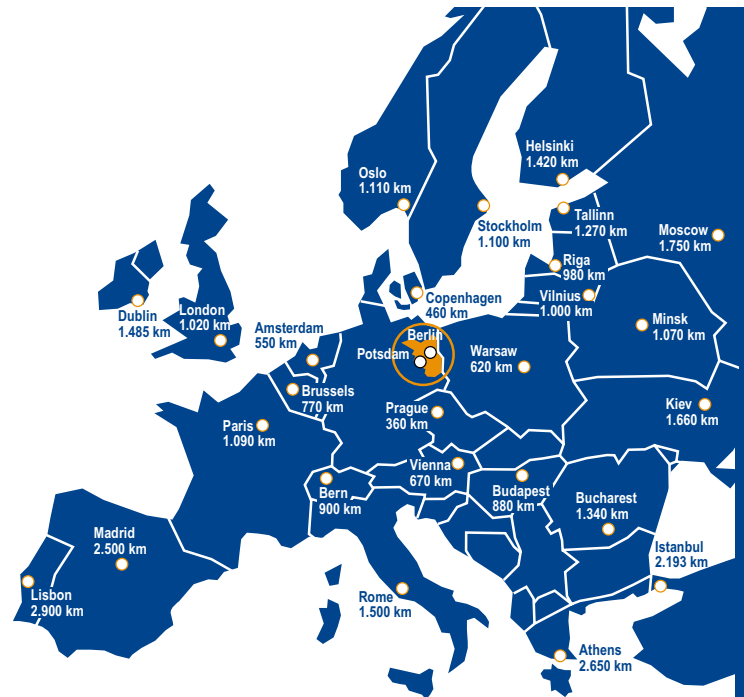 Helsinki
1.420 km
Oslo
1.110 km
Tallinn
1.270 km
Stockholm
1.100 km
Moscow
1.750 km
Riga
980 km
Vilnius
1.000 km
Copenhagen
460 km
Dublin
1.485 km
London
1.020 km
Minsk
1.070 km
Amsterdam
550 km
Berlin
Potsdam
Warsaw
620 km
Brussels
770 km
Prague
360 km
Kiev
1.660 km
Paris
1.090 km
Vienna
670 km
Bern
900 km
Budapest
880 km
Bucharest
1.340 km
Madrid
2.500 km
Istanbul
2.193 km
Lisbon
2.900 km
Rome
1.500 km
Athens
2.650 km